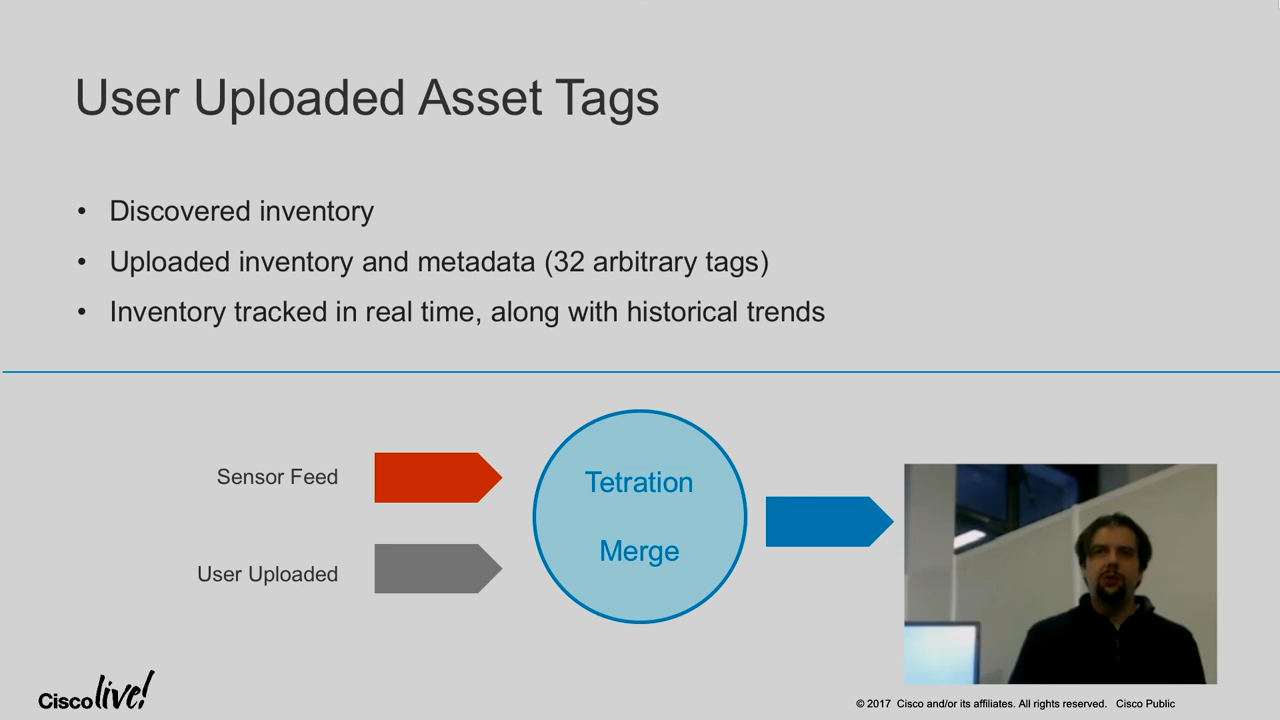 User Uploaded Asset Tags
• Discovered inventory
• Uploaded inventory and metadata (32 arbitrary tags)
• Inventory tracked in real time, along with historical trends
Sensor Feed
Tetration
Merge
User Uploaded
Cisco live!
© 2017 Cisco and/or its affiliates. All rights reserved. Cisco Public